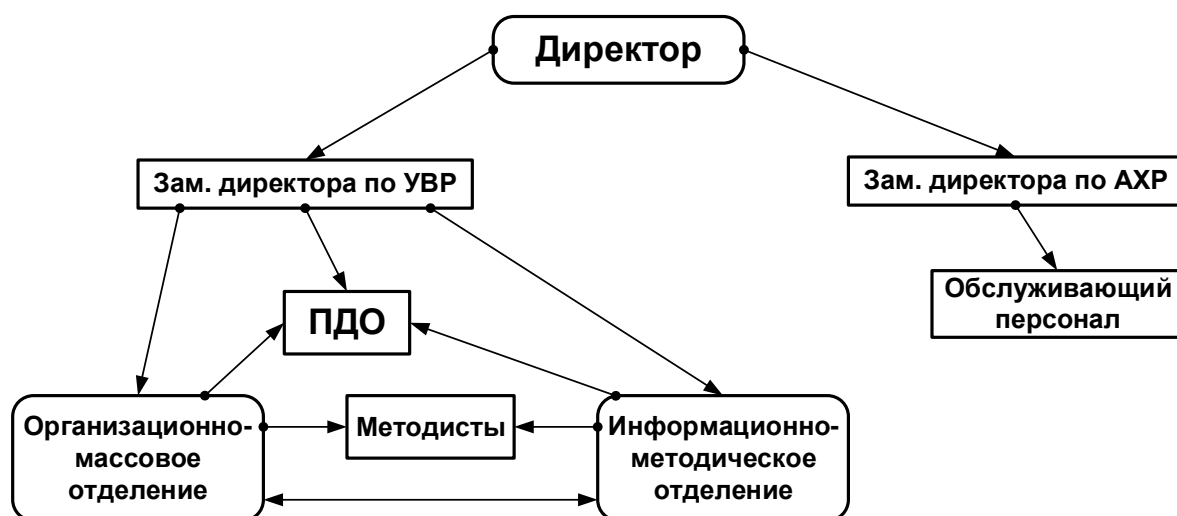 Директор
Зам. директора по УВР
Зам. директора по АХР
Обслуживающий
персонал
ПДО
Организационно-
массовое
отделение
Методисты
Информационно-
методическое
отделение